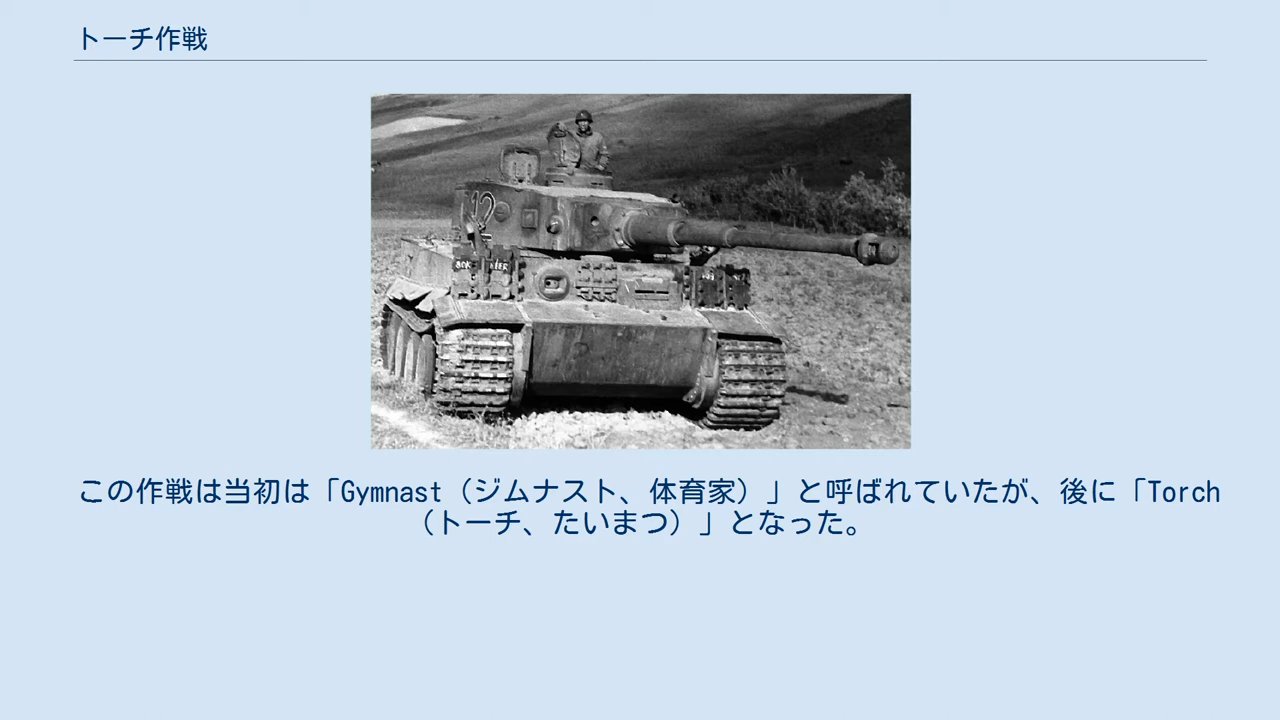 トーチ作戦
12
この作戦は当初は「Gymnast（ジムナスト、体育家）」と呼ばれていたが、後に「Torch
（トーチ、たいまつ）」となった。